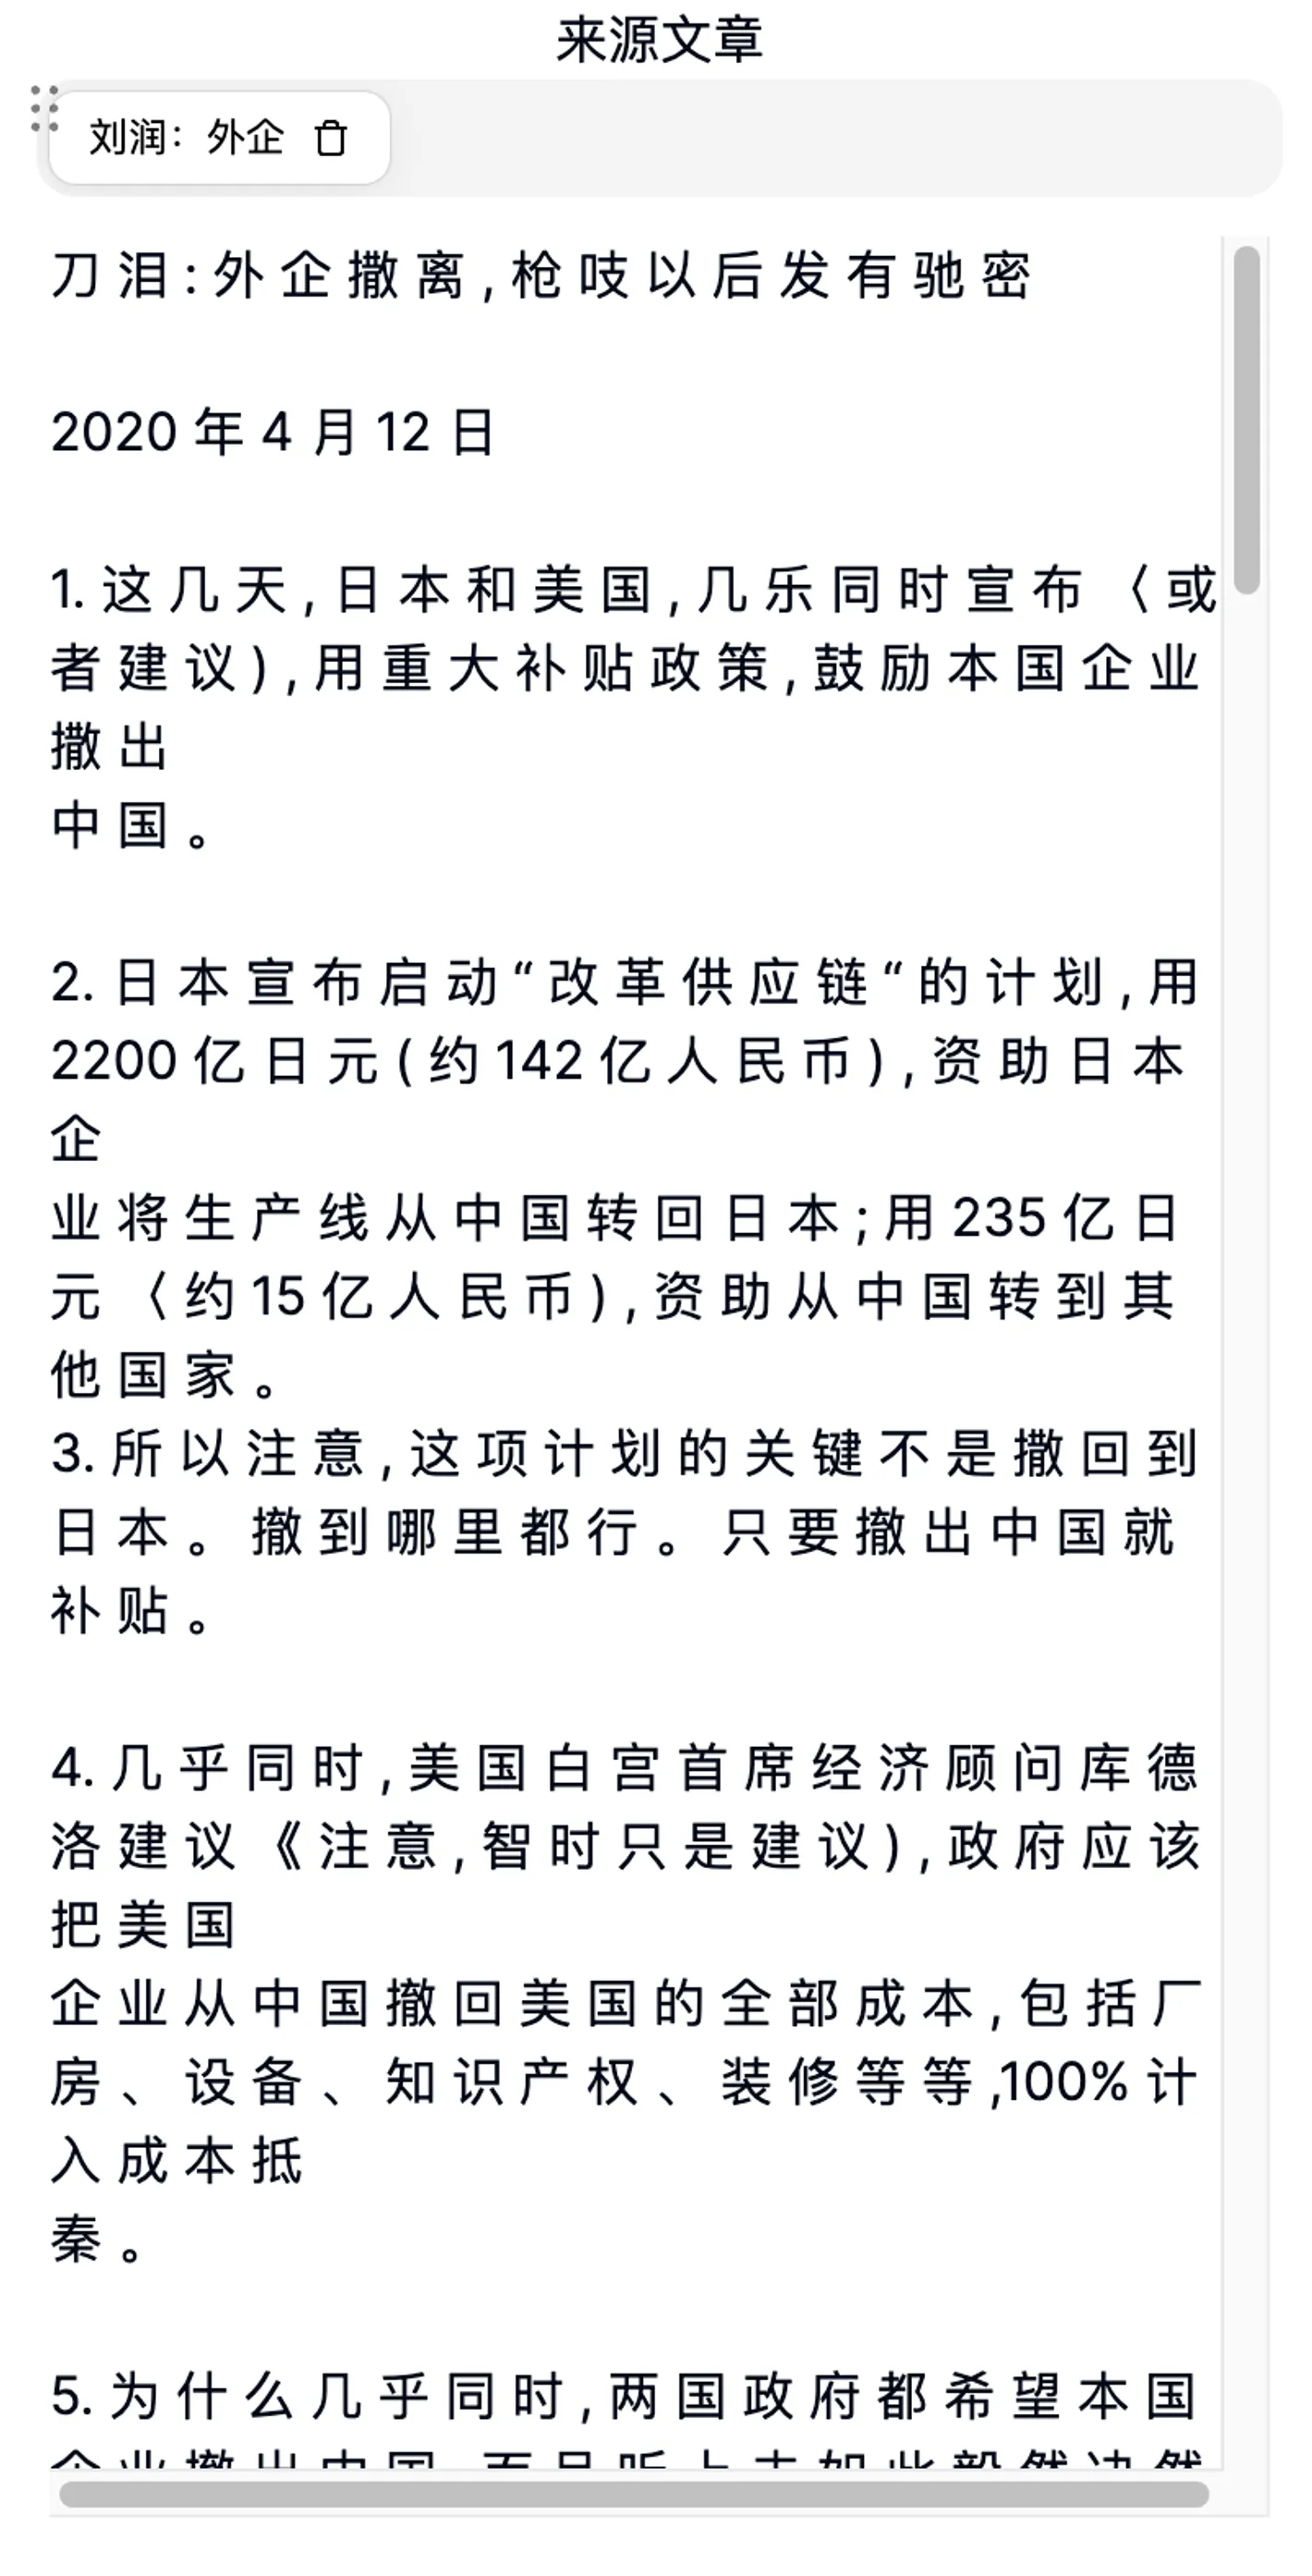 来源文章
刘润：外企
刀 泪 : 外 企 撒 离 , 枪 吱 以 后 发 有 驰 密
2020 年 4 月 12 日
1. 这 几 天 , 日 本 和 美 国 , 几 乐 同 时 宣 布 〈 或
者 建 议 ) , 用 重 大 补 贴 政 策 , 鼓 励 本 国 企 业
撒 出
中 国 。
2. 日 本 宣 布 启 动 “ 改 革 供 应 链 “ 的 计 划 , 用
2200 亿 日 元 ( 约 142 亿 人 民 币 ) , 资 助 日 本
企
业 将 生 产 线 从 中 国 转 回 日 本 ; 用 235 亿 日
元 〈 约 15 亿 人 民 币 ) , 资 助 从 中 国 转 到 其
他 国 家 。
3. 所 以 注 意 , 这 项 计 划 的 关 键 不 是 撒 回 到
日 本 。 撤 到 哪 里 都 行 。 只 要 撤 出 中 国 就
补 贴 。
4. 几 乎 同 时 , 美 国 白 宫 首 席 经 济 顾 问 库 德
洛 建 议 《 注 意 , 智 时 只 是 建 议 ) , 政 府 应 该
把 美 国
企 业 从 中 国 撤 回 美 国 的 全 部 成 本 , 包 括 厂
房 、 设 备 、 知 识 产 权 、 装 修 等 等 ,100% 计
入 成 本 抵
秦 。
5. 为 什 么 几 乎 同 时 , 两 国 政 府 都 希 望 本 国
企 业 撤 出 中 国